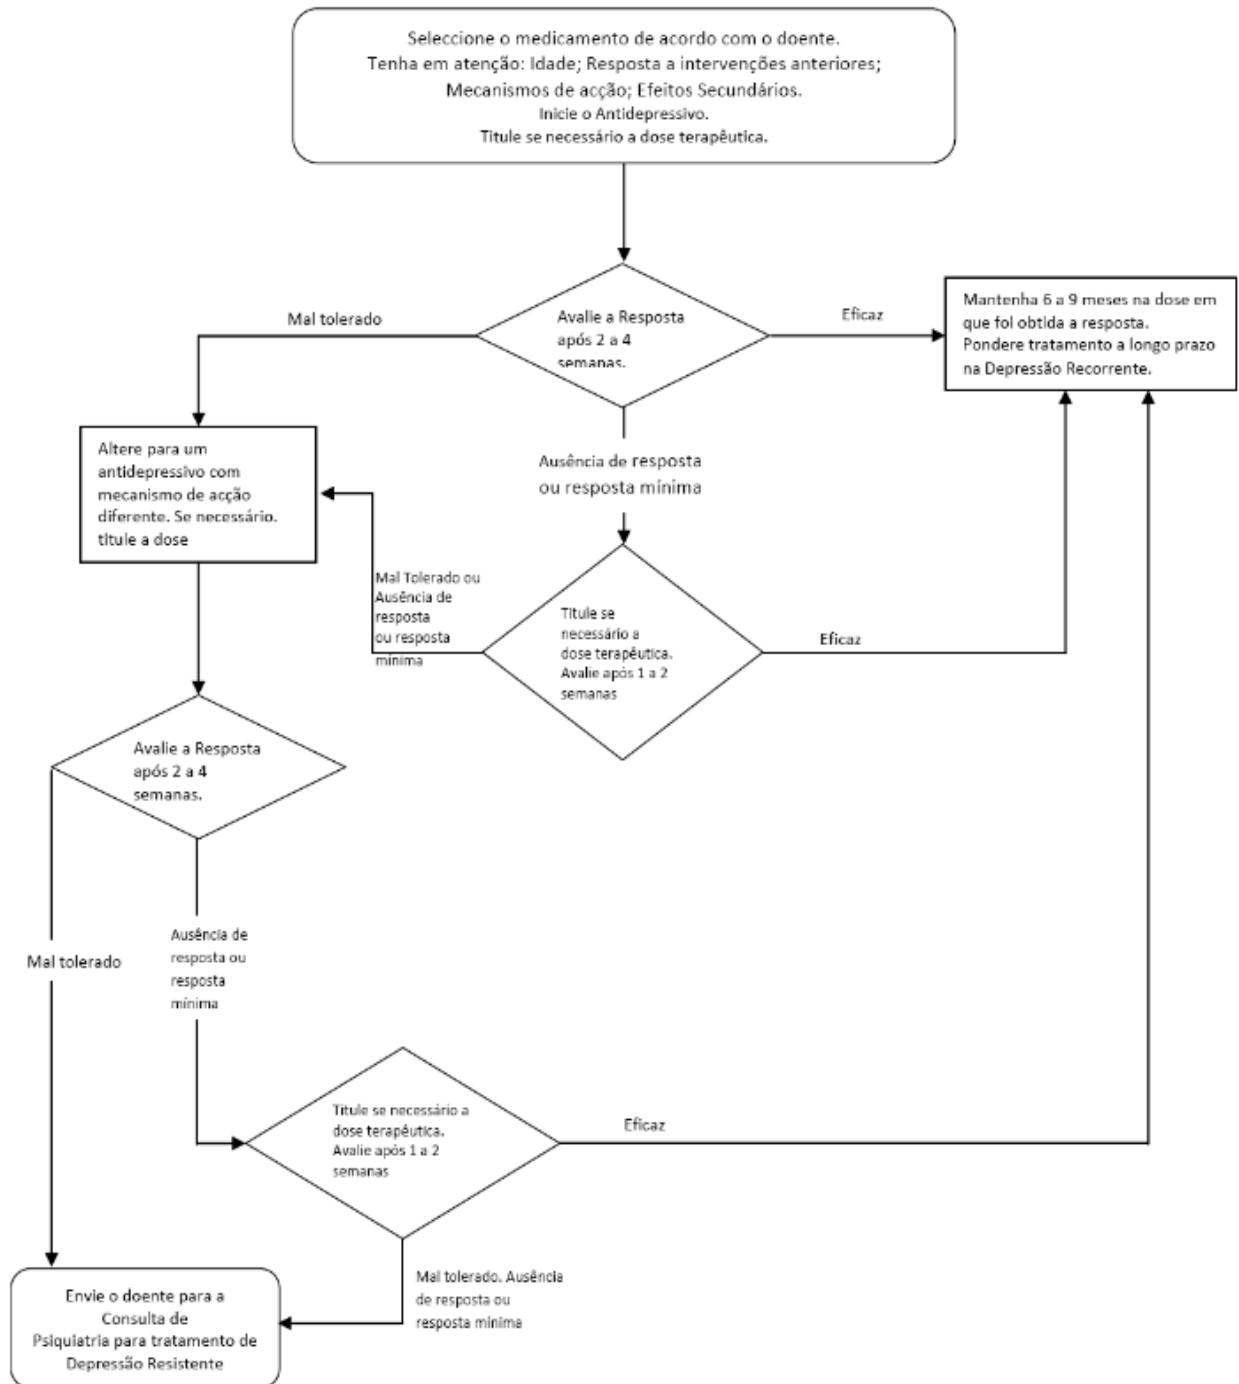 Seleccione o medicamento de acordo com o doente.
Tenha em atenção: Idade; Resposta a intervenções anteriores;
Mecanismos de acção; Efeitos Secundários.
Inicie o Antidepressivo.
Titule se necessário a dose terapêutica.
Mal tolerado
Avalie a Resposta
após 2 a 4
semanas.
Eficaz
Mantenha 6 a 9 meses na dose em
que foi obtida a resposta.
Pondere tratamento a longo prazo
na Depressão Recorrente.
Altere para um
antidepressivo com
mecanismo de acção
diferente. Se necessário.
titule a dose
Ausência de resposta
ou resposta mínima
Mal Tolerado ou
Ausência de
resposta
ou resposta
mínima
Titule se
necessário a
dose terapêutica.
Avalie após 1 a 2
semanas
Eficaz
Avalie a Resposta
após 2 a 4
semanas.
Mal tolerado
Ausência de
resposta ou
resposta
mínima
Titule se necessário a
dose terapêutica.
Avalie após 1 a 2
semanas
Eficaz
Mal tolerado. Ausência
de resposta ou
resposta mínima
Envie o doente para a
Consulta de
Psiquiatria para tratamento de
Depressão Resistente